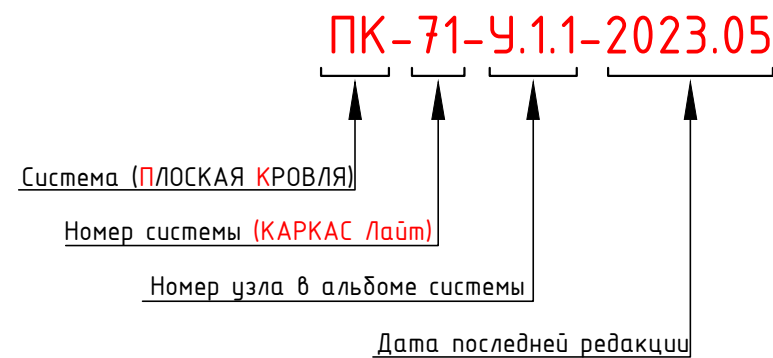 ПК-71-У.1.1-2023.05
Система (ПЛОСКАЯ КРОВЛЯ)
Номер системы (КАРКАС Лайт)
Номер узла в альбоме системы
Дата последней редакции